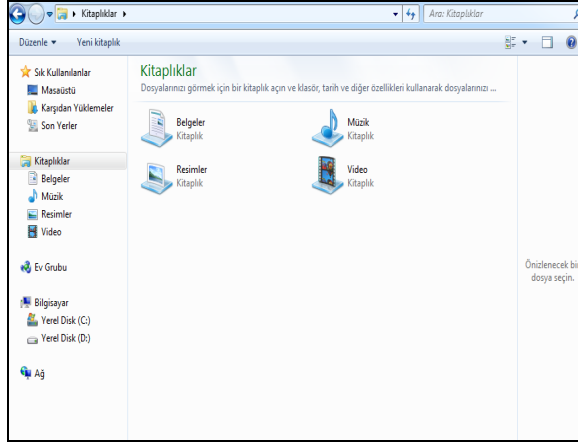 Kitaplıklar
Ara: Kitaplıklar
Düzenle
Yeni kitaplık
Sık Kullanılanlar
Masaüstü
Karşıdan Yüklemeler
Son Yerler
Kitaplıklar
Belgeler
Müzik
Resimler
Video
Ev Grubu
Bilgisayar
Yerel Disk (C:)
Yerel Disk (D:)
Ağ
Kitaplıklar
Dosyalarınızı görmek için bir kitaplık açın ve klasör, tarih ve diğer özellikleri kullanarak dosyalarınızı ...
Belgeler
Kitaplık
Müzik
Kitaplık
Resimler
Kitaplık
Video
Kitaplık
Önizlenecek bir
dosya seçin.